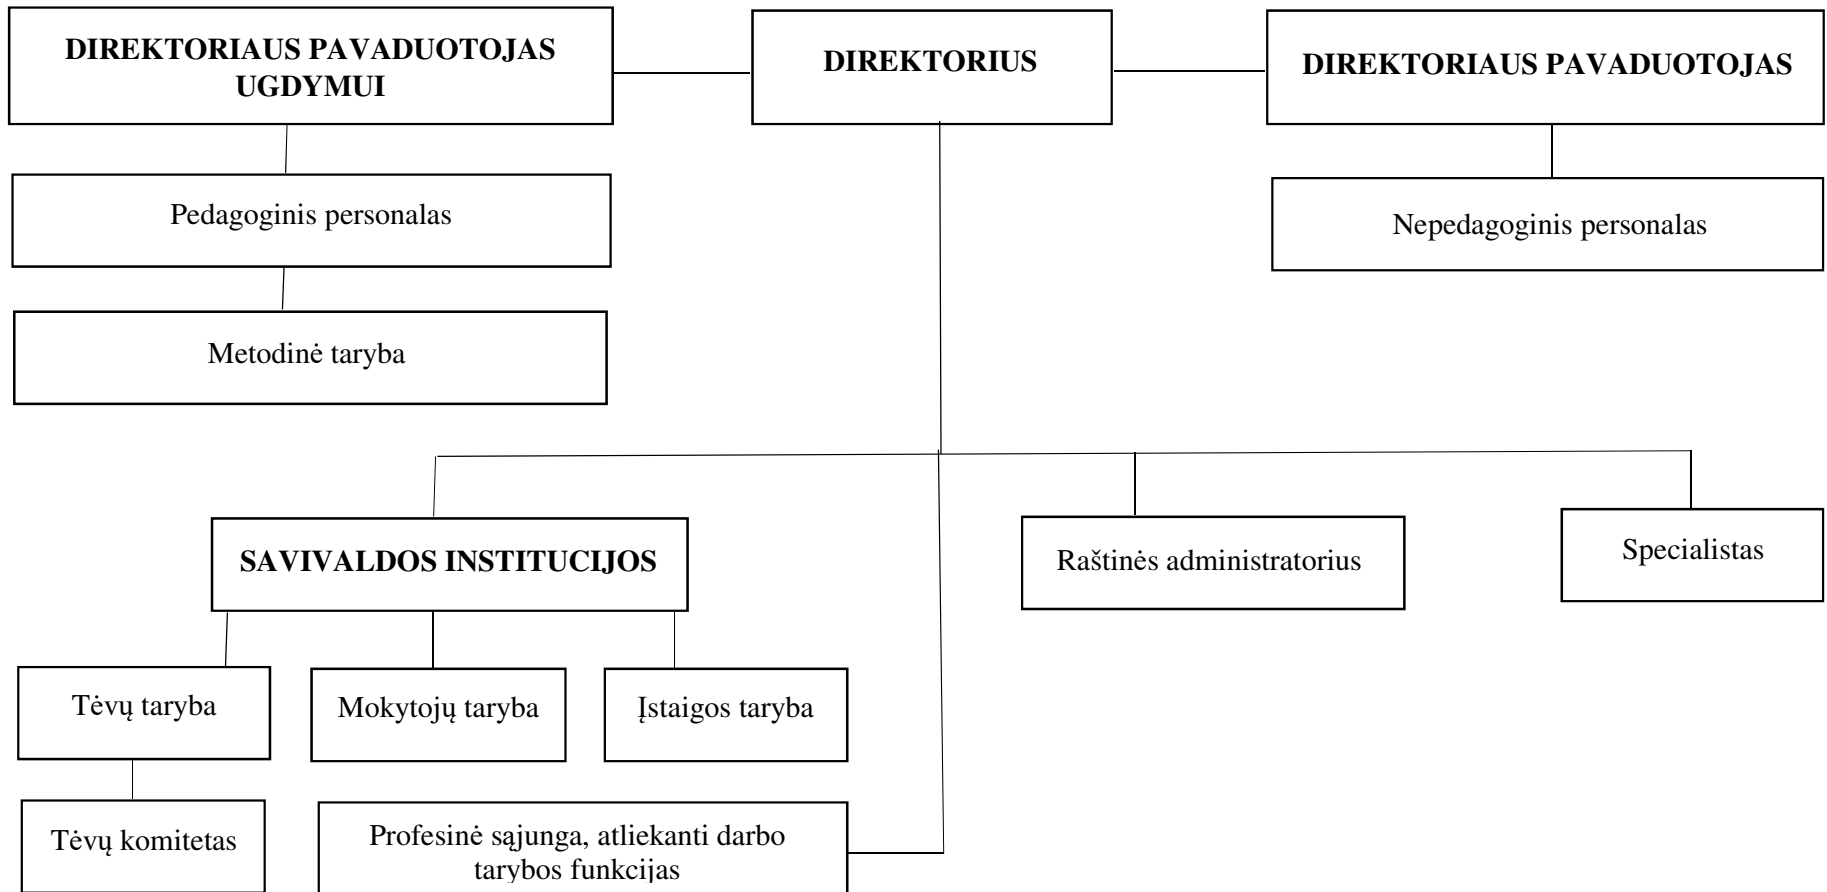 DIREKTORIAUS PAVADUOTOJAS
UGDYMUI
DIREKTORIUS
DIREKTORIAUS PAVADUOTOJAS
Pedagoginis personalas
Nepedagoginis personalas
Metodinė taryba
SAVIVALDOS INSTITUCIJOS
Raštinės administratorius
Specialistas
Tėvų taryba
Mokytojų taryba
Įstaigos taryba
Tėvų komitetas
Profesinė sąjunga, atliekanti darbo
tarybos funkcijas